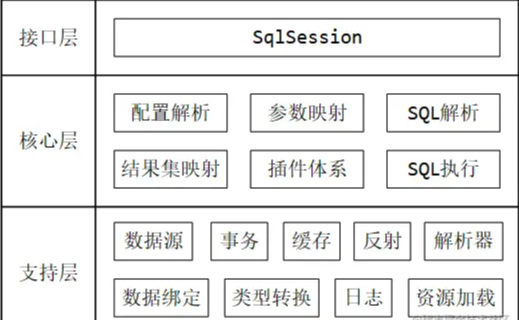 接口层 SqlSession
核心层
配置解析 参数映射 SQL解析
结果集映射 插件体系 SQL执行
支持层
数据源 事务 缓存 反射 解析器
数据绑定 类型转换 日志 资源加载